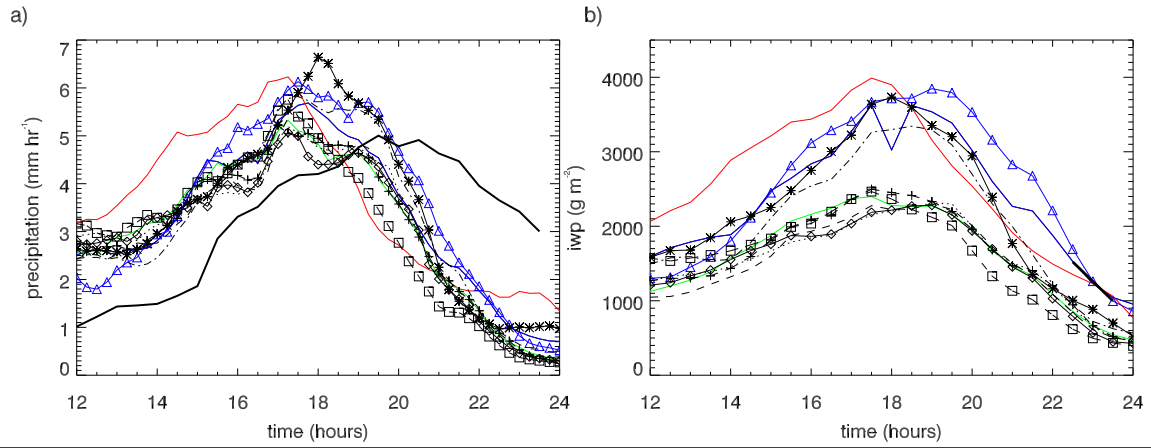 a)
b)
7
6
5
4
3
2
1
0
precipitation (mm hr⁻¹)
12 14 16 18 20 22 24
time (hours)
4000
3000
2000
1000
0
iwp (g m⁻²)
12 14 16 18 20 22 24
time (hours)